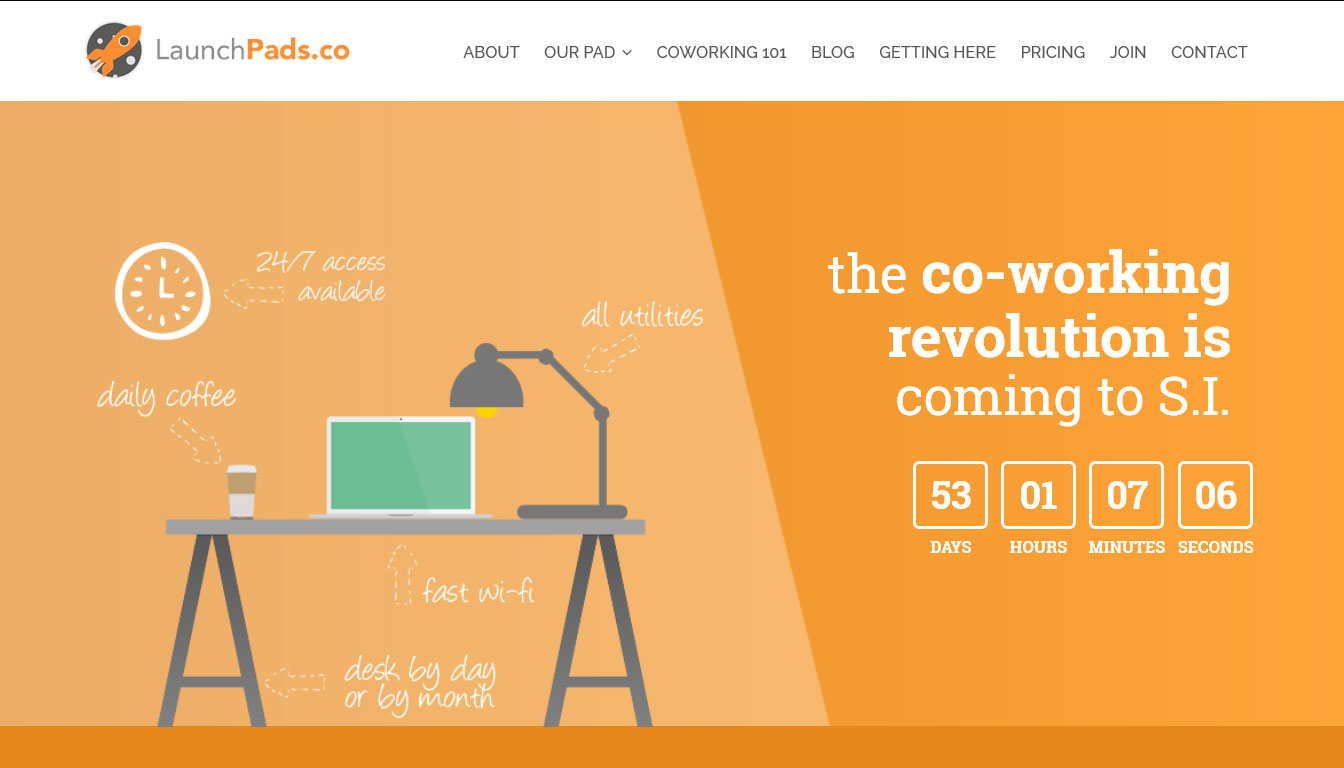 LaunchPads.co
ABOUT OUR PAD COWORKING 101 BLOG GETTING HERE PRICING JOIN CONTACT
24/7 access
available
all utilities
daily coffee
fast wi-fi
desk by day
or by month
the co-working
revolution is
coming to S.I.
53 01 07 06
DAYS HOURS MINUTES SECONDS